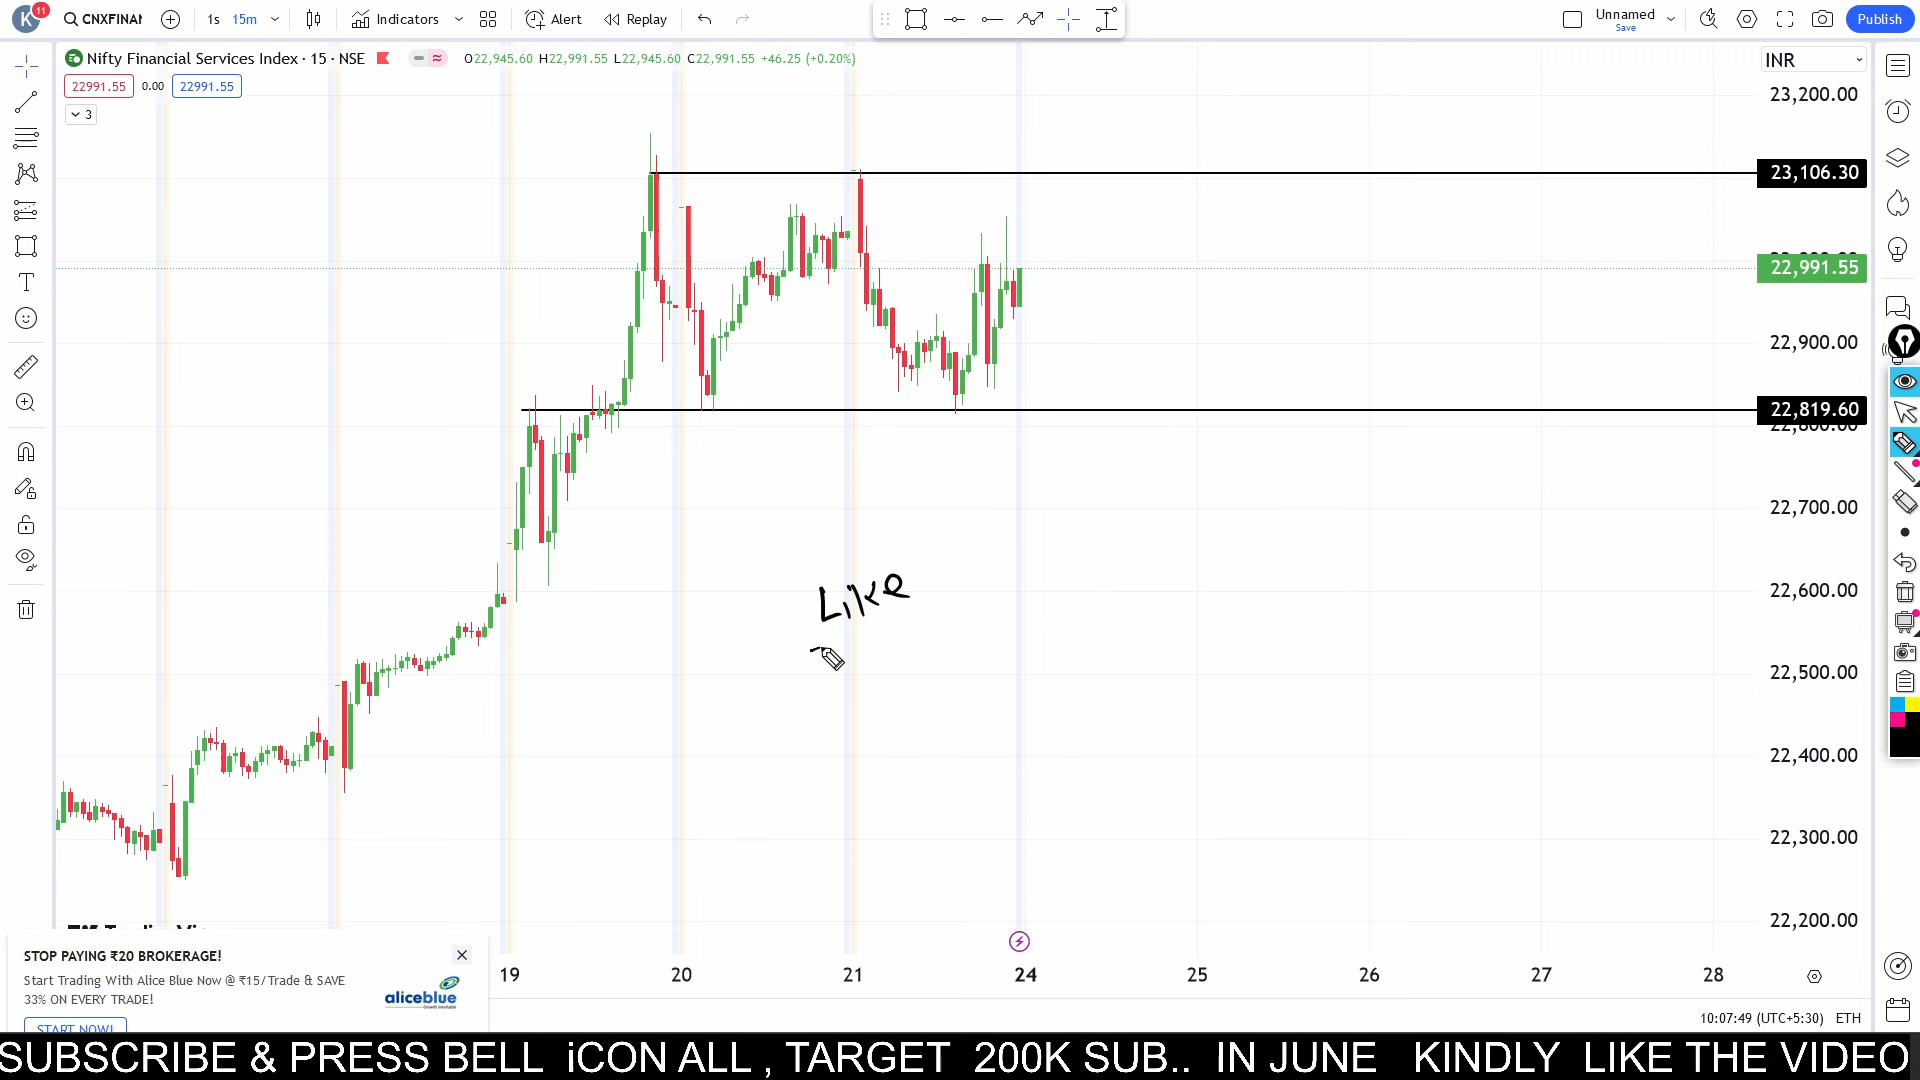 K 11 CNXFINAN 1s 15m Indicators Alert Replay Unnamed Save Publish
Nifty Financial Services Index · 15 · NSE O22,945.60 H22,991.55 L22,945.60 C22,991.55 +46.25 (+0.20%) INR
22991.55 0.00 22991.55
3
23,200.00
23,106.30
22,991.55
22,900.00
22,819.60
22,800.00
22,700.00
22,600.00
22,500.00
22,400.00
22,300.00
22,200.00
Like
STOP PAYING ₹20 BROKERAGE!
Start Trading With Alice Blue Now @ ₹15/Trade & SAVE
33% ON EVERY TRADE!
aliceblue
START NOW!
19 20 21 24 25 26 27 28
10:07:49 (UTC+5:30) ETH
SUBSCRIBE & PRESS BELL iCON ALL , TARGET 200K SUB.. IN JUNE KINDLY LIKE THE VIDEO